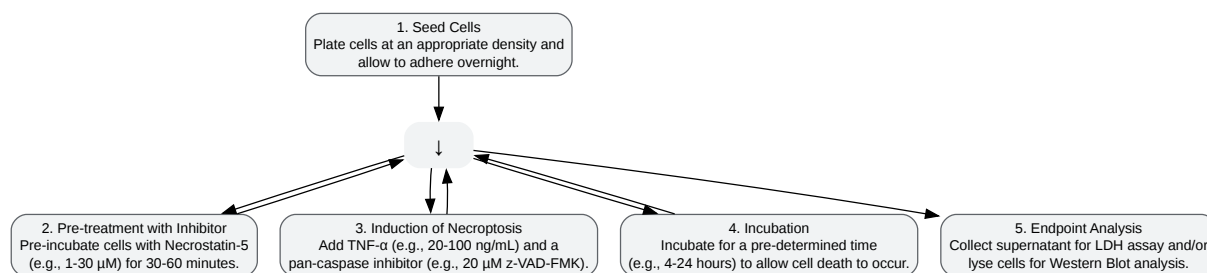 1. Seed Cells
Plate cells at an appropriate density and
allow to adhere overnight.
↓
2. Pre-treatment with Inhibitor
Pre-incubate cells with Necrostatin-5
(e.g., 1-30 µM) for 30-60 minutes.
3. Induction of Necroptosis
Add TNF-α (e.g., 20-100 ng/mL) and a
pan-caspase inhibitor (e.g., 20 µM z-VAD-FMK).
4. Incubation
Incubate for a pre-determined time
(e.g., 4-24 hours) to allow cell death to occur.
5. Endpoint Analysis
Collect supernatant for LDH assay and/or
lyse cells for Western Blot analysis.